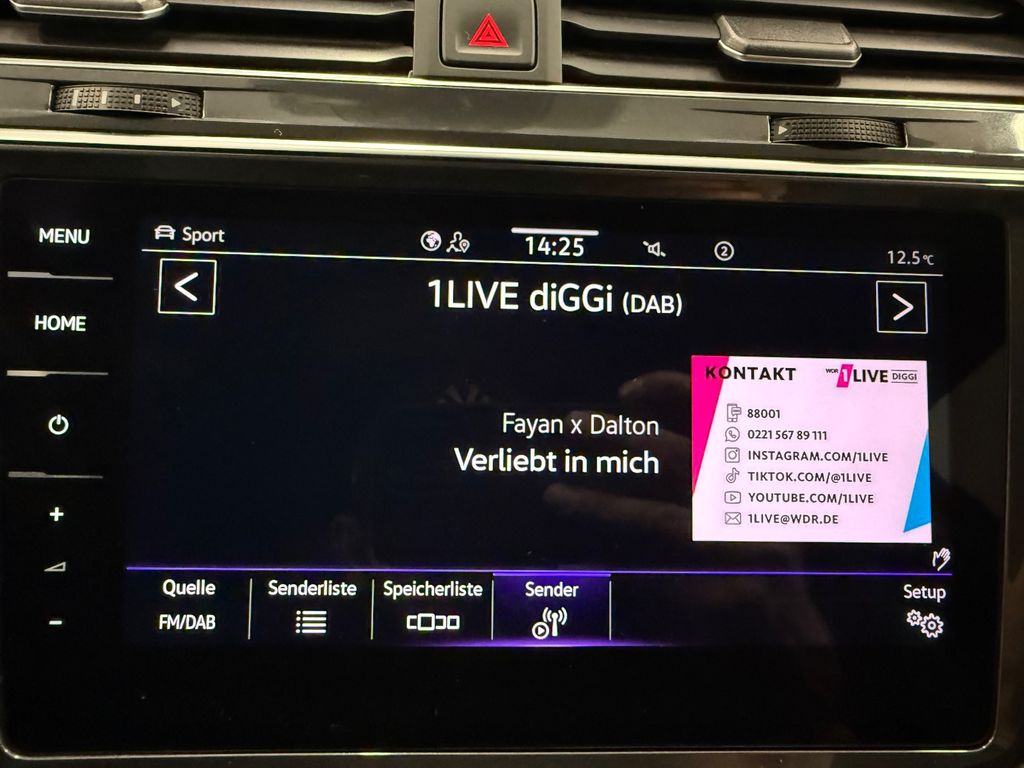 MENU
HOME
Sport
14:25
2
12.5°C
<
1LIVE diGGi (DAB)
>
KONTAKT
WDR 1LIVE DIGGI
88001
0221 567 89 111
INSTAGRAM.COM/1LIVE
TIKTOK.COM/@1LIVE
YOUTUBE.COM/1LIVE
1LIVE@WDR.DE
Fayan x Dalton
Verliebt in mich
+
-
Quelle
FM/DAB
Senderliste
Speicherliste
Sender
Setup